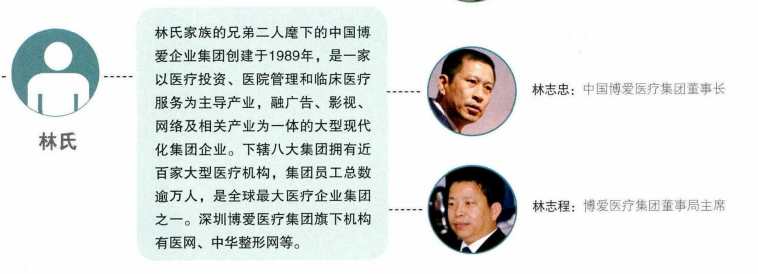 林氏
林氏家族的兄弟二人麾下的中国博
爱企业集团创建于1989年，是一家
以医疗投资、医院管理和临床医疗
服务为主导产业，融广告、影视、
网络及相关产业为一体的大型现代
化集团企业。下辖八大集团拥有近
百家大型医疗机构，集团员工总数
逾万人，是全球最大医疗企业集团
之一。深圳博爱医疗集团旗下机构
有医网、中华整形网等。
林志忠：中国博爱医疗集团董事长
林志程：博爱医疗集团董事局主席